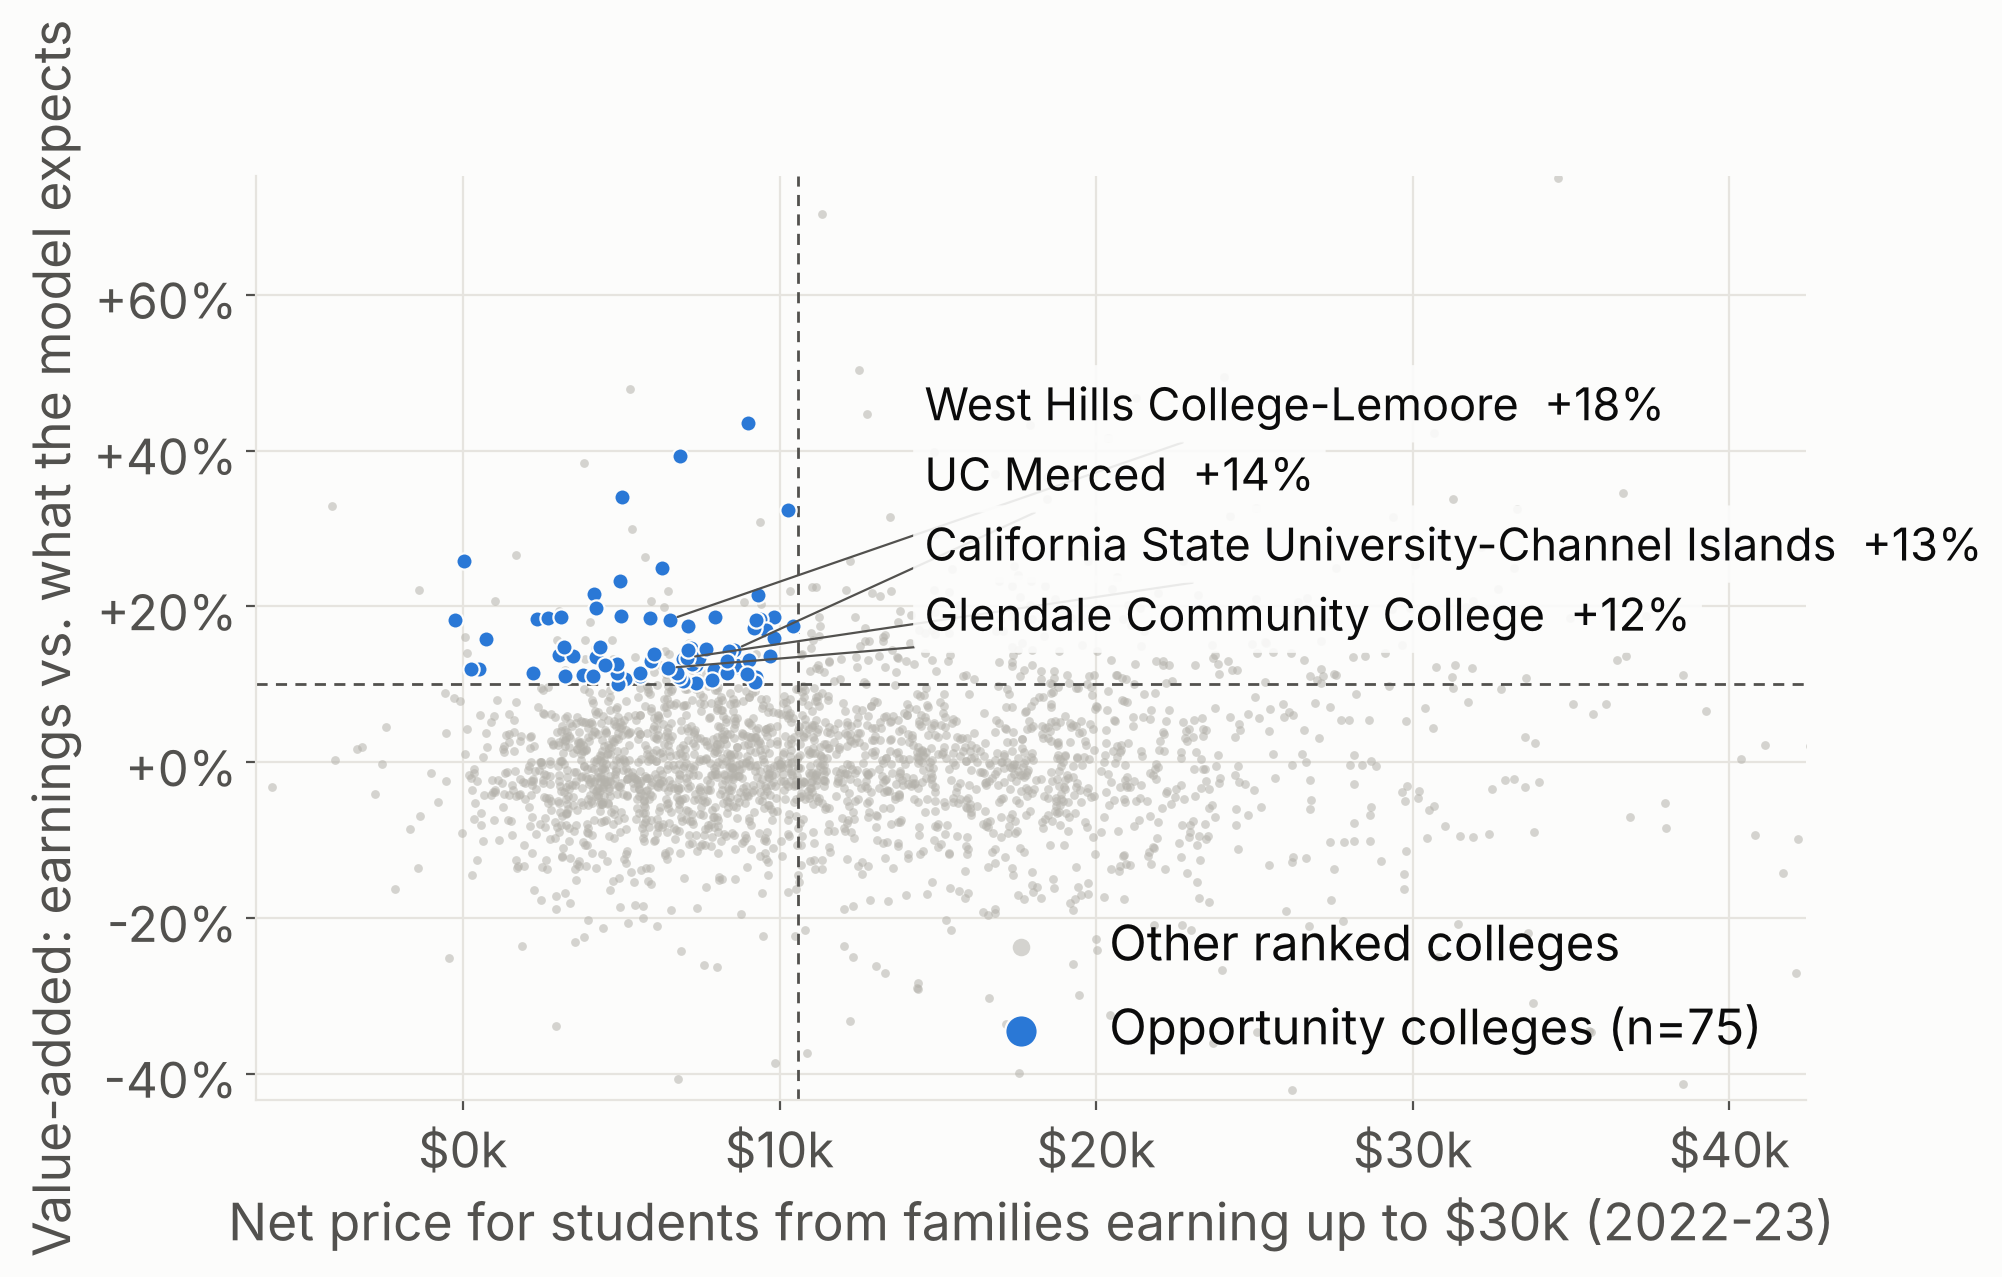 Value-added: earnings vs. what the model expects
+60%
+40%
+20%
+0%
-20%
-40%
West Hills College-Lemoore +18%
UC Merced +14%
California State University-Channel Islands +13%
Glendale Community College +12%
Other ranked colleges
Opportunity colleges (n=75)
$0k $10k $20k $30k $40k
Net price for students from families earning up to $30k (2022-23)